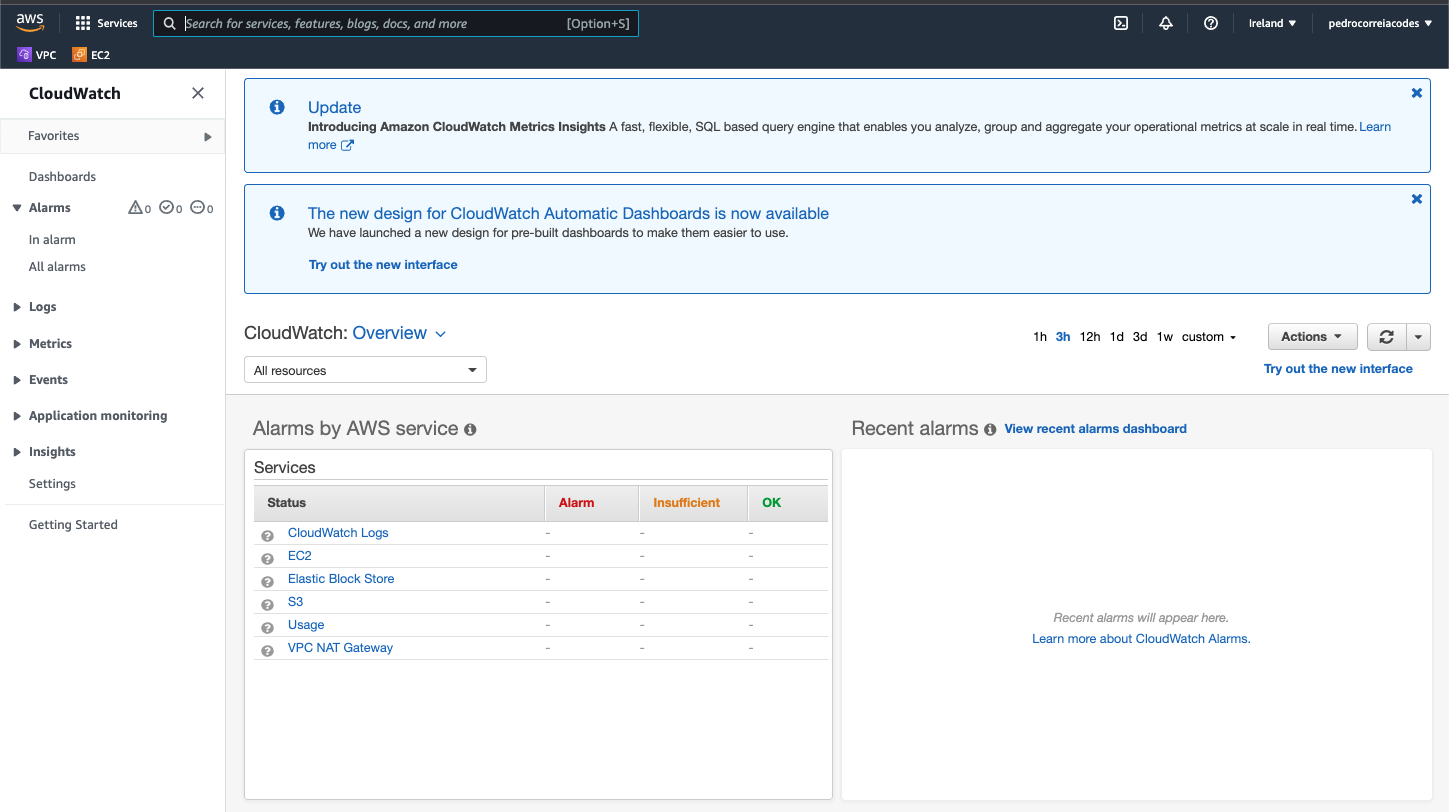 aws
Services
Search for services, features, blogs, docs, and more
[Option+S]
Ireland
pedrocorreiacodes
VPC
EC2
CloudWatch
Favorites
Dashboards
Alarms
0
0
0
In alarm
All alarms
Logs
Metrics
Events
Application monitoring
Insights
Settings
Getting Started
Update
Introducing Amazon CloudWatch Metrics Insights A fast, flexible, SQL based query engine that enables you analyze, group and aggregate your operational metrics at scale in real time. Learn
more
The new design for CloudWatch Automatic Dashboards is now available
We have launched a new design for pre-built dashboards to make them easier to use.
Try out the new interface
CloudWatch: Overview
1h 3h 12h 1d 3d 1w custom
Actions
All resources
Try out the new interface
Alarms by AWS service
Services
Status Alarm Insufficient OK
CloudWatch Logs - - -
EC2 - - -
Elastic Block Store - - -
S3 - - -
Usage - - -
VPC NAT Gateway - - -
Recent alarms
View recent alarms dashboard
Recent alarms will appear here.
Learn more about CloudWatch Alarms.